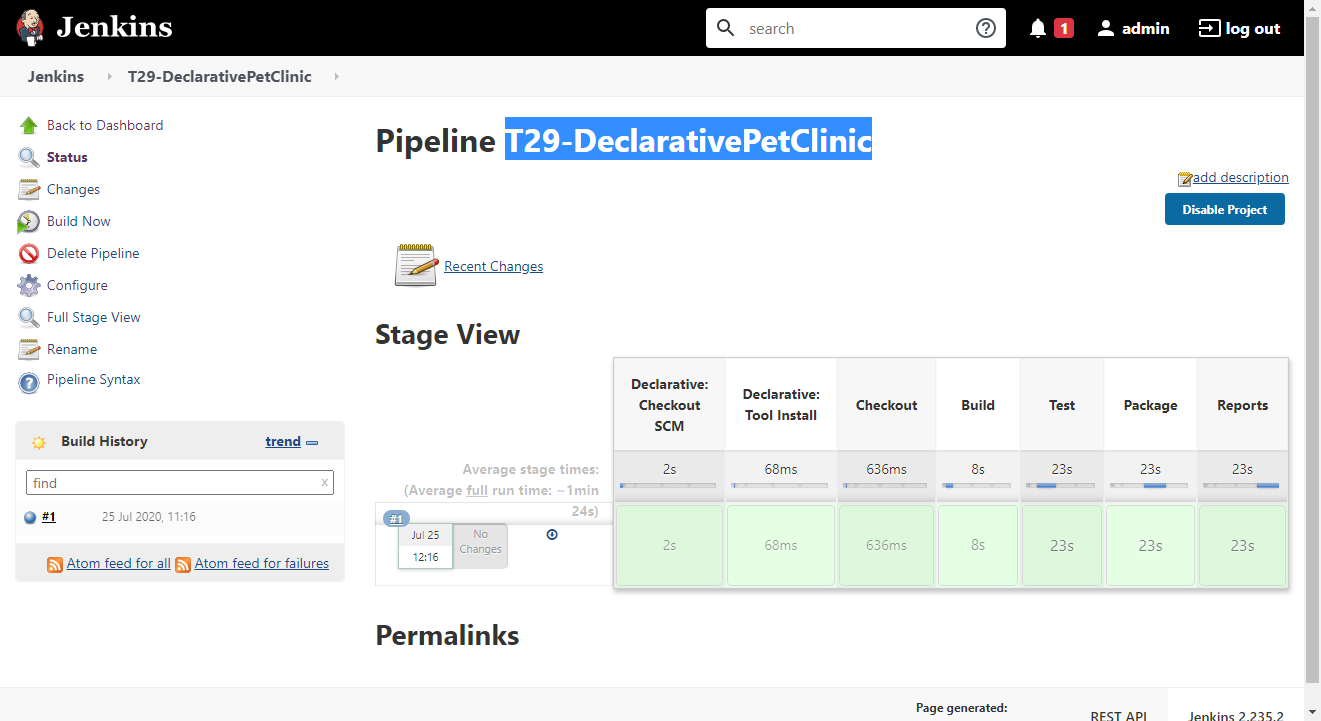 Jenkins
search
1
admin
log out
Jenkins
T29-DeclarativePetClinic
Back to Dashboard
Status
Changes
Build Now
Delete Pipeline
Configure
Full Stage View
Rename
Pipeline Syntax
Build History
trend
find
x
#1
25 Jul 2020, 11:16
Atom feed for all
Atom feed for failures
Pipeline T29-DeclarativePetClinic
add description
Disable Project
Recent Changes
Stage View
Declarative:
Checkout
SCM
Declarative:
Tool Install
Checkout
Build
Test
Package
Reports
Average stage times:
(Average full run time: ~1min
24s)
2s
68ms
636ms
8s
23s
23s
23s
#1
Jul 25
12:16
No
Changes
2s
68ms
636ms
8s
23s
23s
23s
Permalinks
Page generated:
REST API
Jenkins 2.235.2